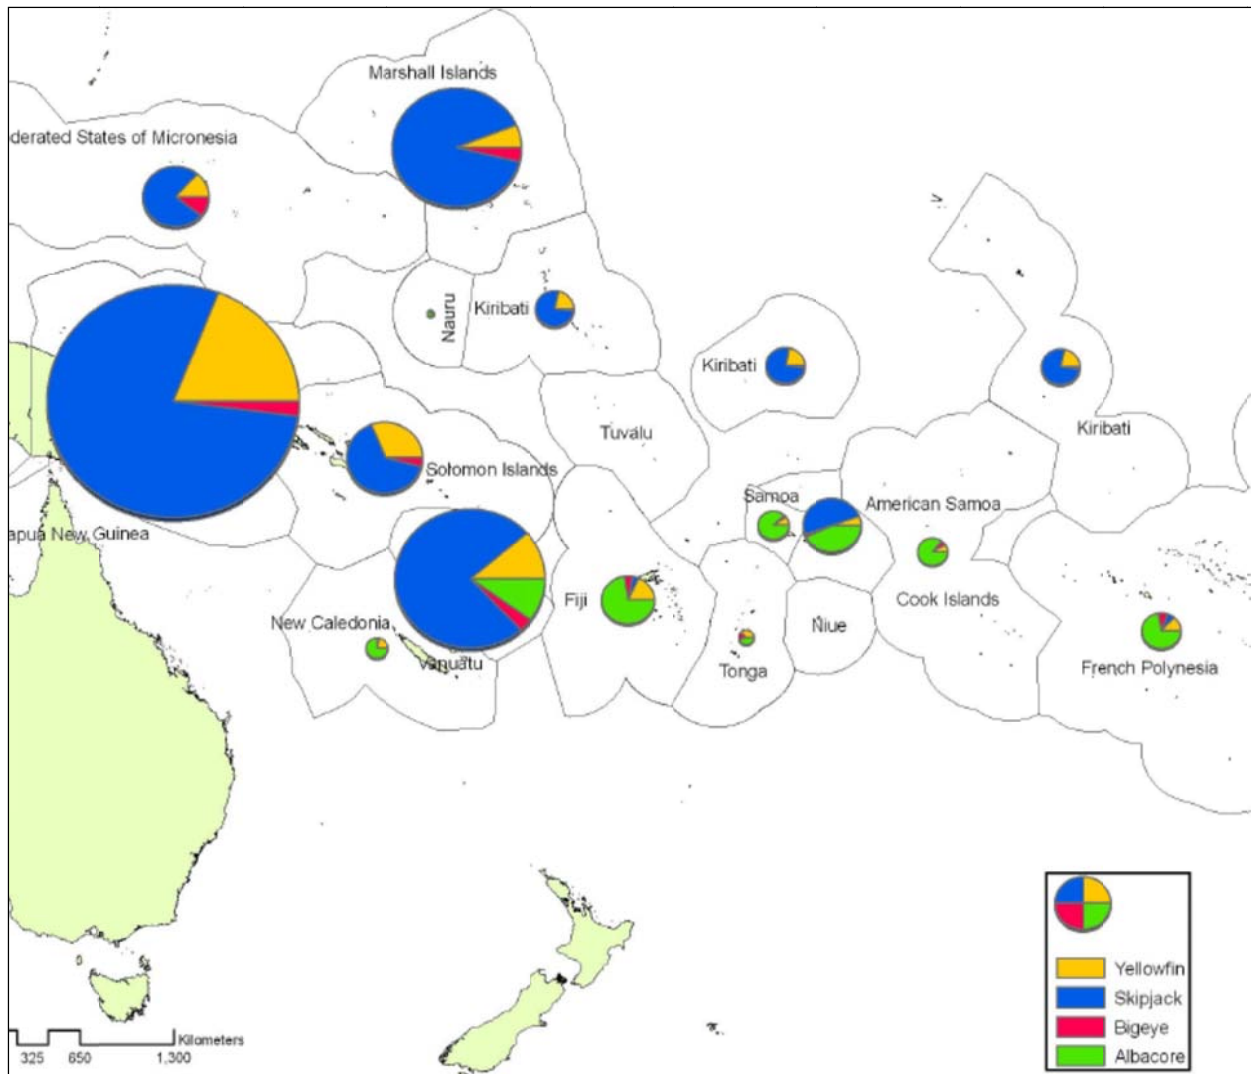 Marshall Islands
derated States of Micronesia
Nauru
Kiribati
Kiribati
Kiribati
Tuvalu
Solomon Islands
Samoa
American Samoa
apua New Guinea
Fiji
Cook Islands
New Caledonia
Niue
Vanuatu
Tonga
French Polynesia
Yellowfin
Skipjack
Bigeye
Albacore
Kilometers
325 650 1,300